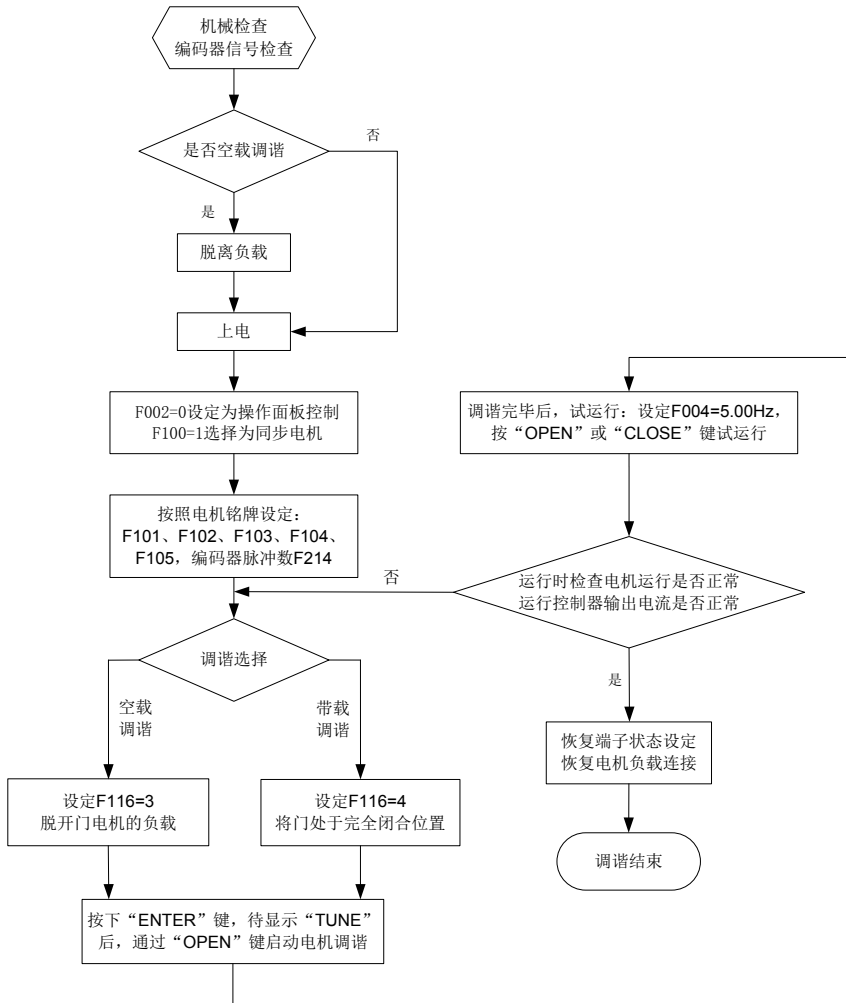 机械检查
编码器信号检查
是否空载调谐
否
是
脱离负载
上电
F002=0设定为操作面板控制
F100=1选择为同步电机
按照电机铭牌设定：
F101、F102、F103、F104、
F105，编码器脉冲数F214
调谐选择
空载
调谐
带载
调谐
设定F116=3
脱开门电机的负载
设定F116=4
将门处于完全闭合位置
按下“ENTER”键，待显示“TUNE”
后，通过“OPEN”键启动电机调谐
调谐完毕后，试运行：设定F004=5.00Hz，
按“OPEN”或“CLOSE”键试运行
运行时检查电机运行是否正常
运行控制器输出电流是否正常
否
是
恢复端子状态设定
恢复电机负载连接
调谐结束